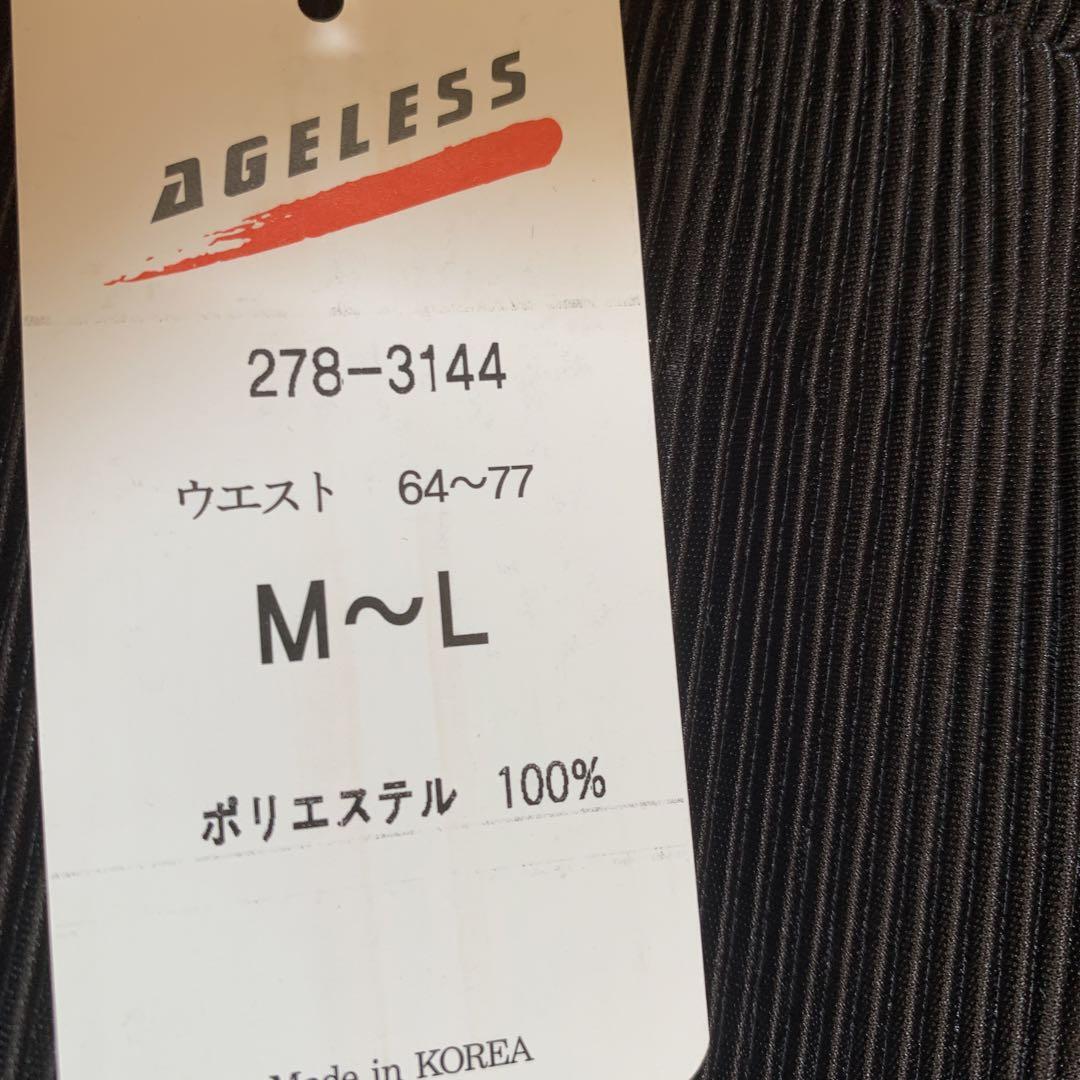 AGELESS
278-3144
ウエスト 64～77
M～L
ポリエステル 100%
Made in KOREA